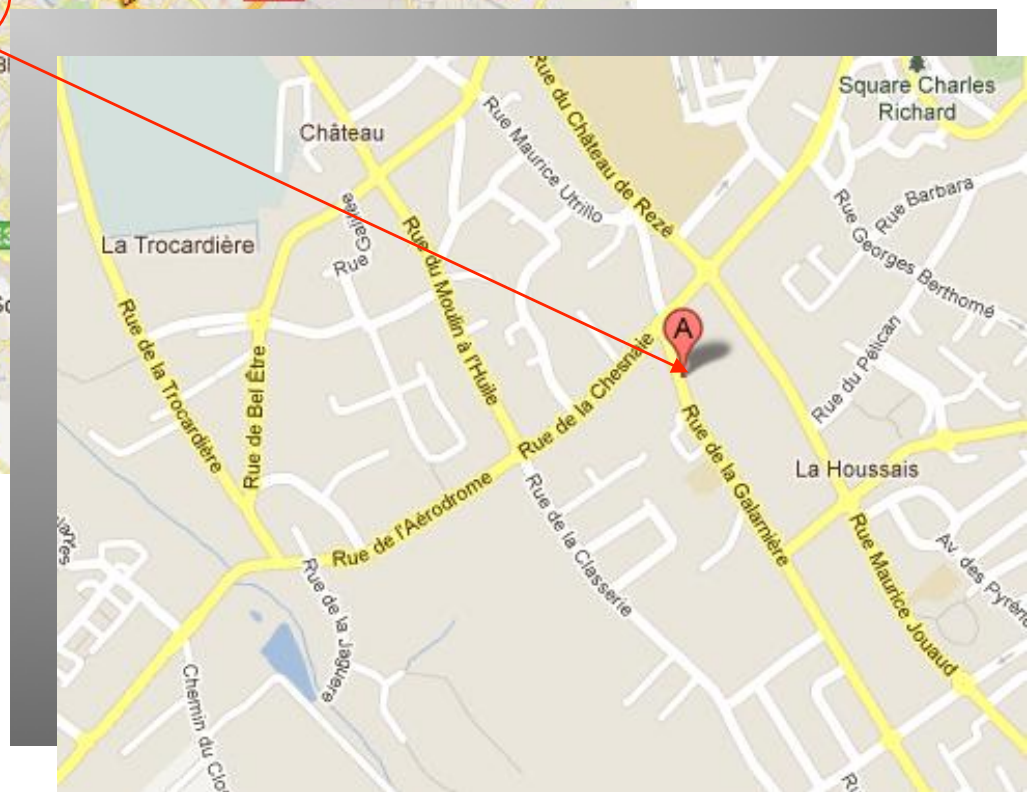 Square Charles
Richard
Rue du Château de Rezé
Rue Maurice Utrillo
Château
Rue Barbara
Rue Georges Berthomé
La Trocardière
Rue Galilée
Rue du Moulin à l'Huile
Rue de la Trocardière
Rue de Bel Être
A
Rue de la Chesnaie
Rue du Pélican
Rue de la Galarnière
La Houssais
Rue de l'Aérodrome
Rue de la Classerie
Rue Maurice Jouaud
Av. des Pyréné
Rue de la Jaguere
Chemin du Clo